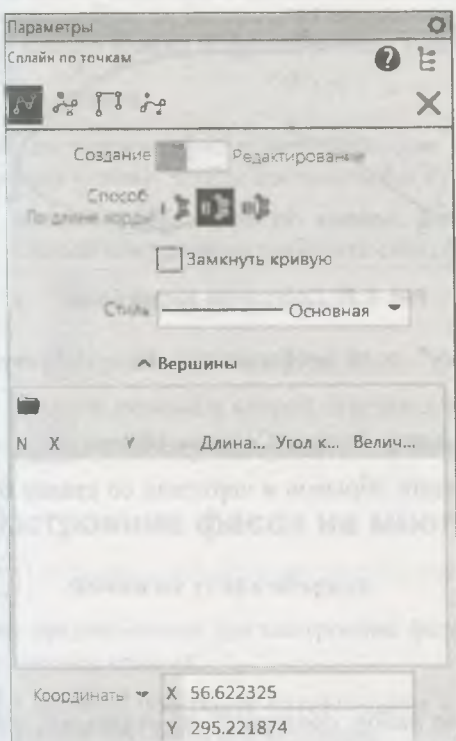 Параметры
Сплайн по точкам
Создание Редактирование
Способ
По длине хорды
Замкнуть кривую
Стиль Основная
Вершины
N X Y Длина... Угол к... Велич...
Координаты X 56.622325
Y 295.221874